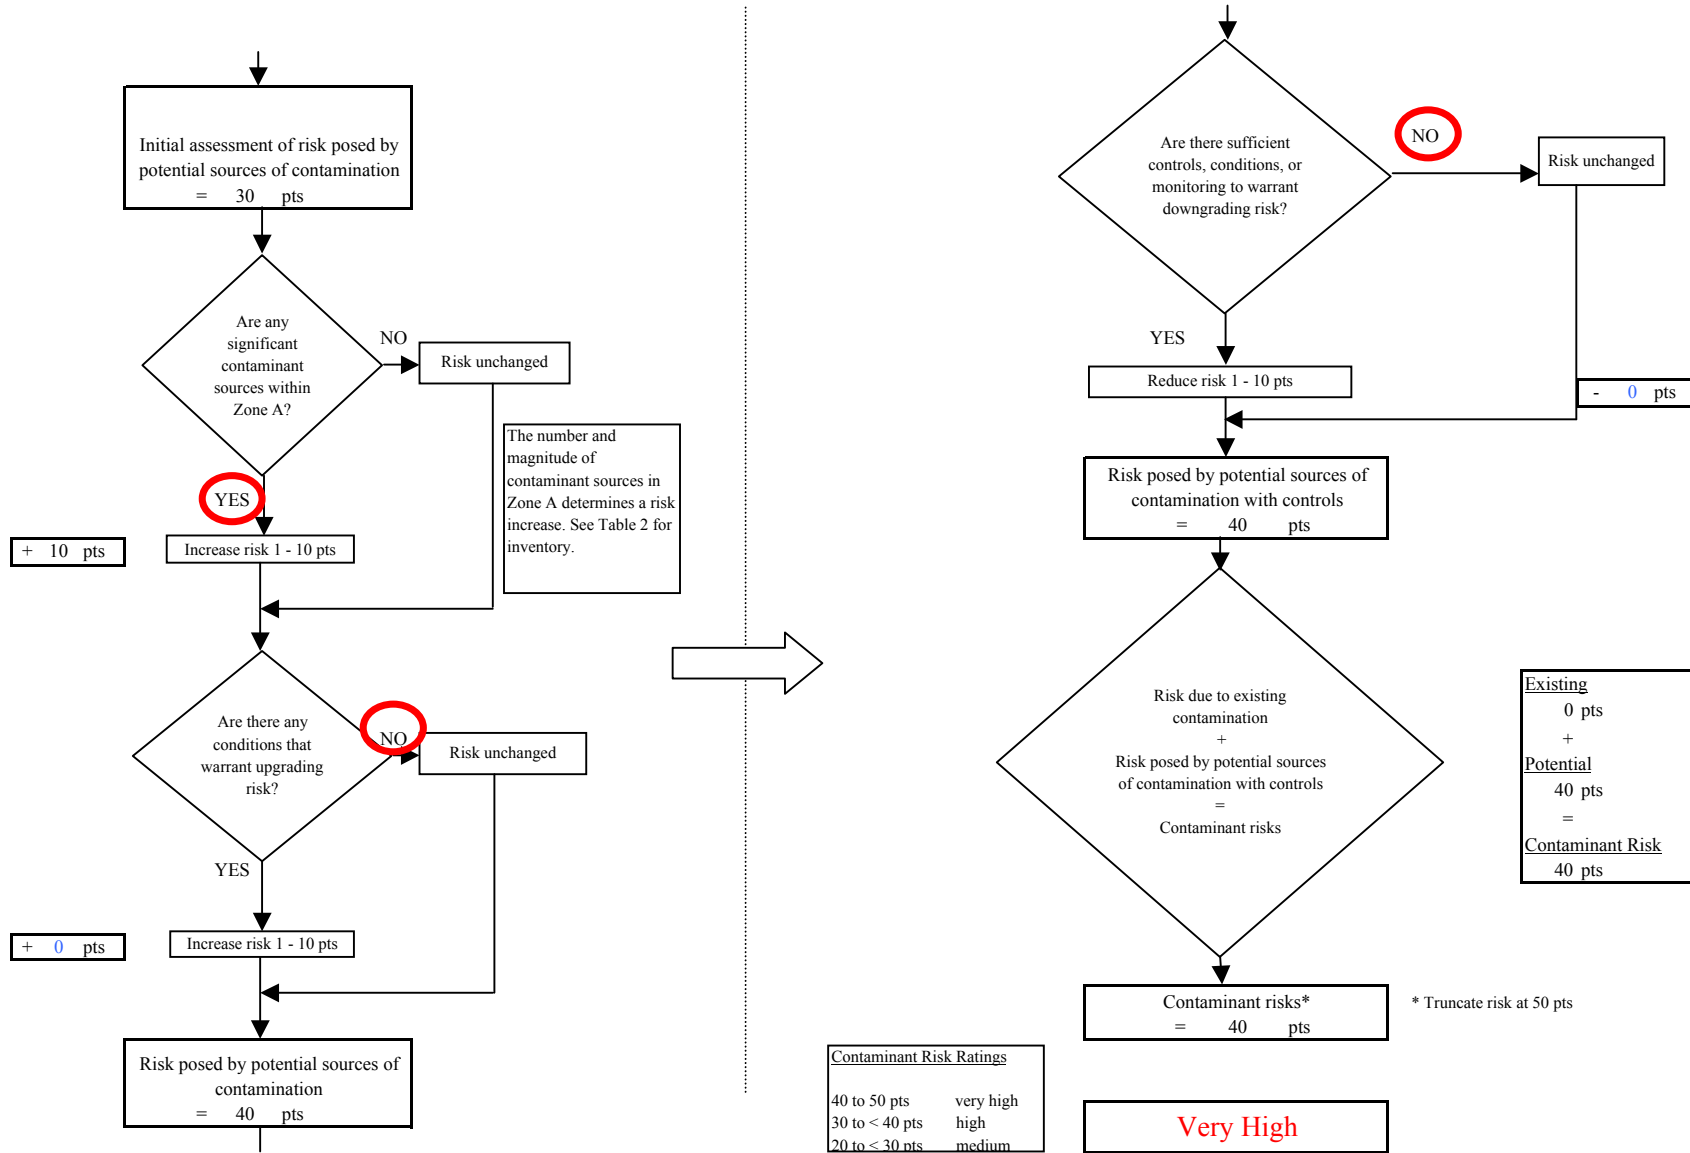 Initial assessment of risk posed by
potential sources of contamination
= 30 pts
Are any
significant
contaminant
sources within
Zone A?
NO
Risk unchanged
YES
The number and
magnitude of
contaminant sources in
Zone A determines a risk
increase. See Table 2 for
inventory.
+ 10 pts
Increase risk 1 - 10 pts
Are there any
conditions that
warrant upgrading
risk?
NO
Risk unchanged
YES
+ 0 pts
Increase risk 1 - 10 pts
Risk posed by potential sources of
contamination
= 40 pts
Are there sufficient
controls, conditions, or
monitoring to warrant
downgrading risk?
NO
Risk unchanged
YES
Reduce risk 1 - 10 pts
- 0 pts
Risk posed by potential sources of
contamination with controls
= 40 pts
Risk due to existing
contamination
+
Risk posed by potential sources
of contamination with controls
=
Contaminant risks
Existing
0 pts
+
Potential
40 pts
=
Contaminant Risk
40 pts
Contaminant risks*
= 40 pts
* Truncate risk at 50 pts
Contaminant Risk Ratings
40 to 50 pts very high
30 to < 40 pts high
20 to < 30 pts medium
Very High